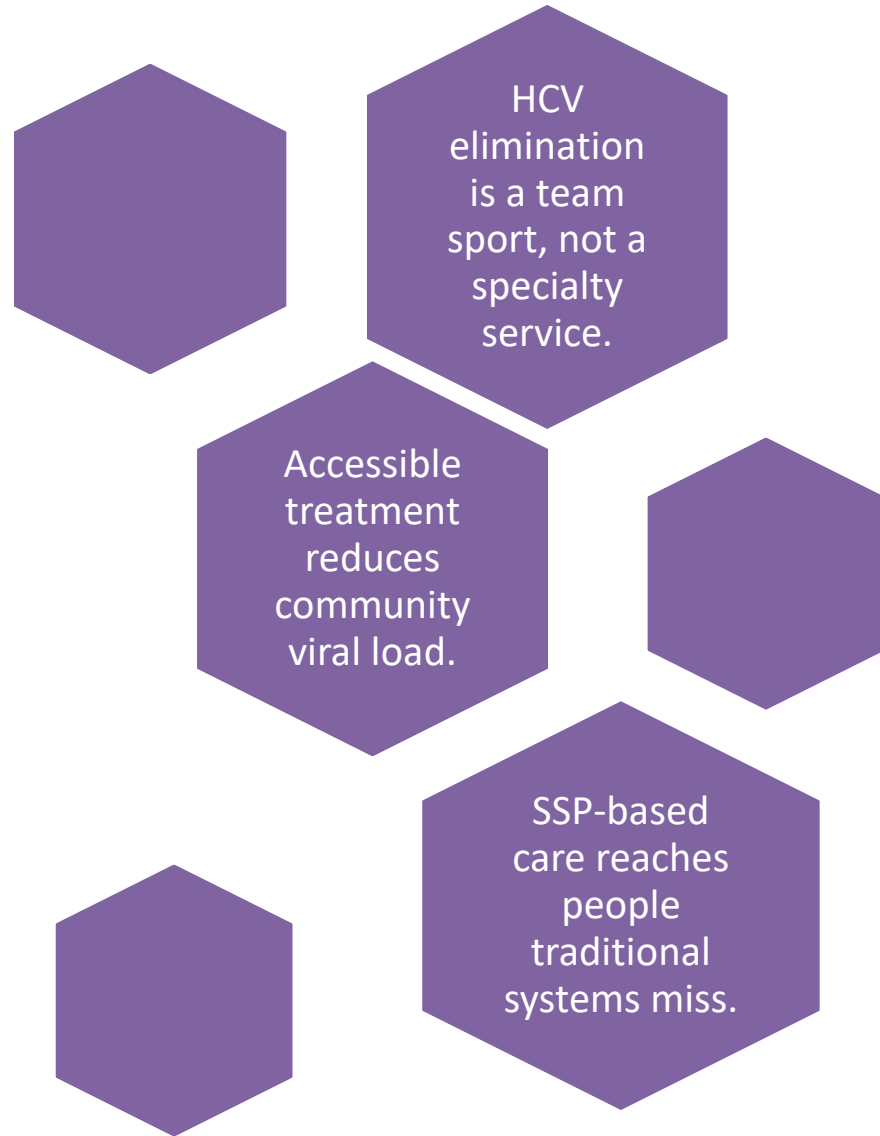 HCV
elimination
is a team
sport, not a
specialty
service.
Accessible
treatment
reduces
community
viral load.
SSP-based
care reaches
people
traditional
systems miss.